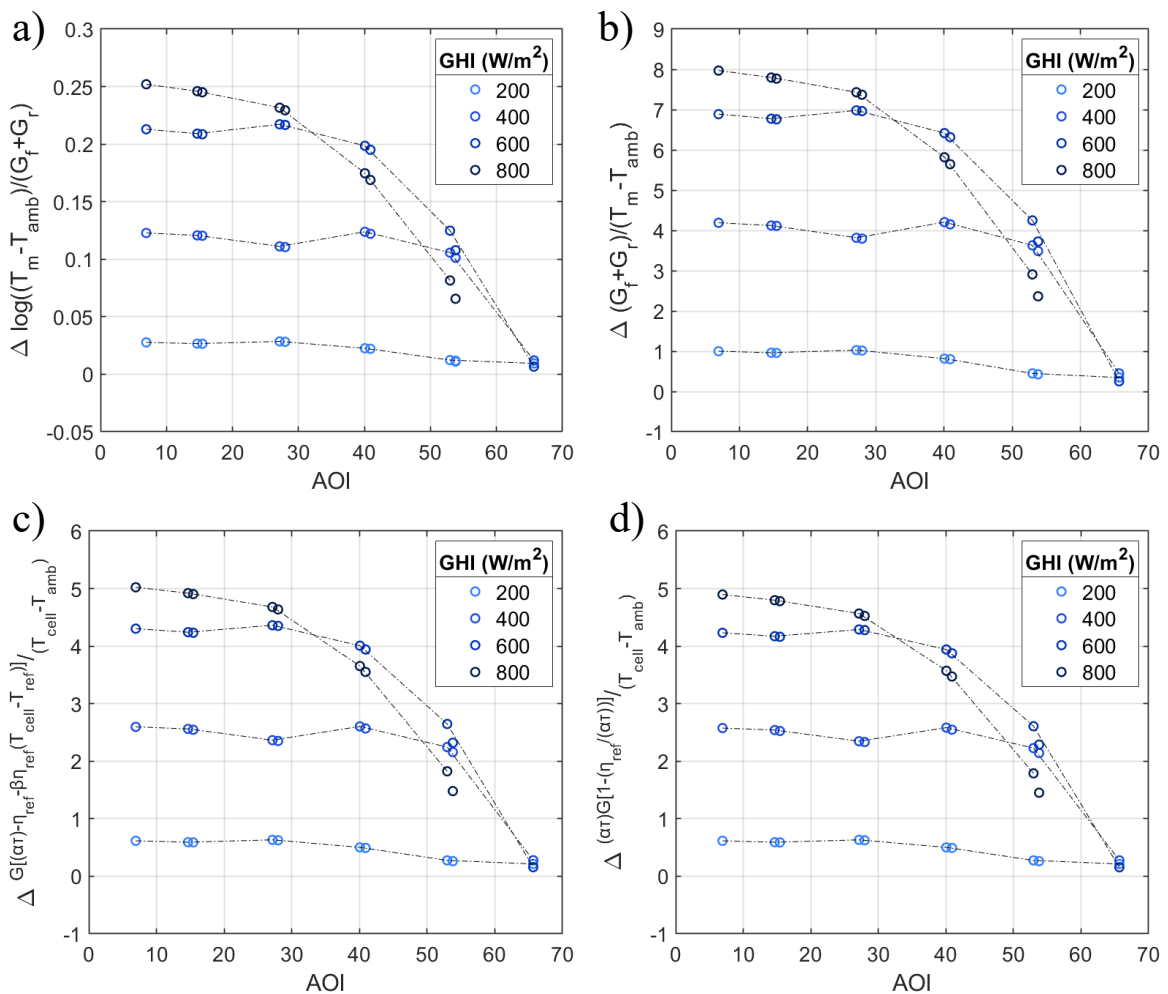 a)
0.3
0.25
0.2
0.15
0.1
0.05
0
-0.05
Δ log((T_m-T_amb)/(G_f+G_r)
0 10 20 30 40 50 60 70
AOI
GHI (W/m²)
200
400
600
800
b)
9
8
7
6
5
4
3
2
1
0
-1
Δ (G_f+G_r)/(T_m-T_amb)
0 10 20 30 40 50 60 70
AOI
GHI (W/m²)
200
400
600
800
c)
6
5
4
3
2
1
0
-1
Δ G[(ατ)-η_ref-βη_ref(T_cell-T_ref)]/(T_cell-T_amb)
0 10 20 30 40 50 60 70
AOI
GHI (W/m²)
200
400
600
800
d)
6
5
4
3
2
1
0
-1
Δ (ατ)G[1-(η_ref/(ατ))]/(T_cell-T_amb)
0 10 20 30 40 50 60 70
AOI
GHI (W/m²)
200
400
600
800